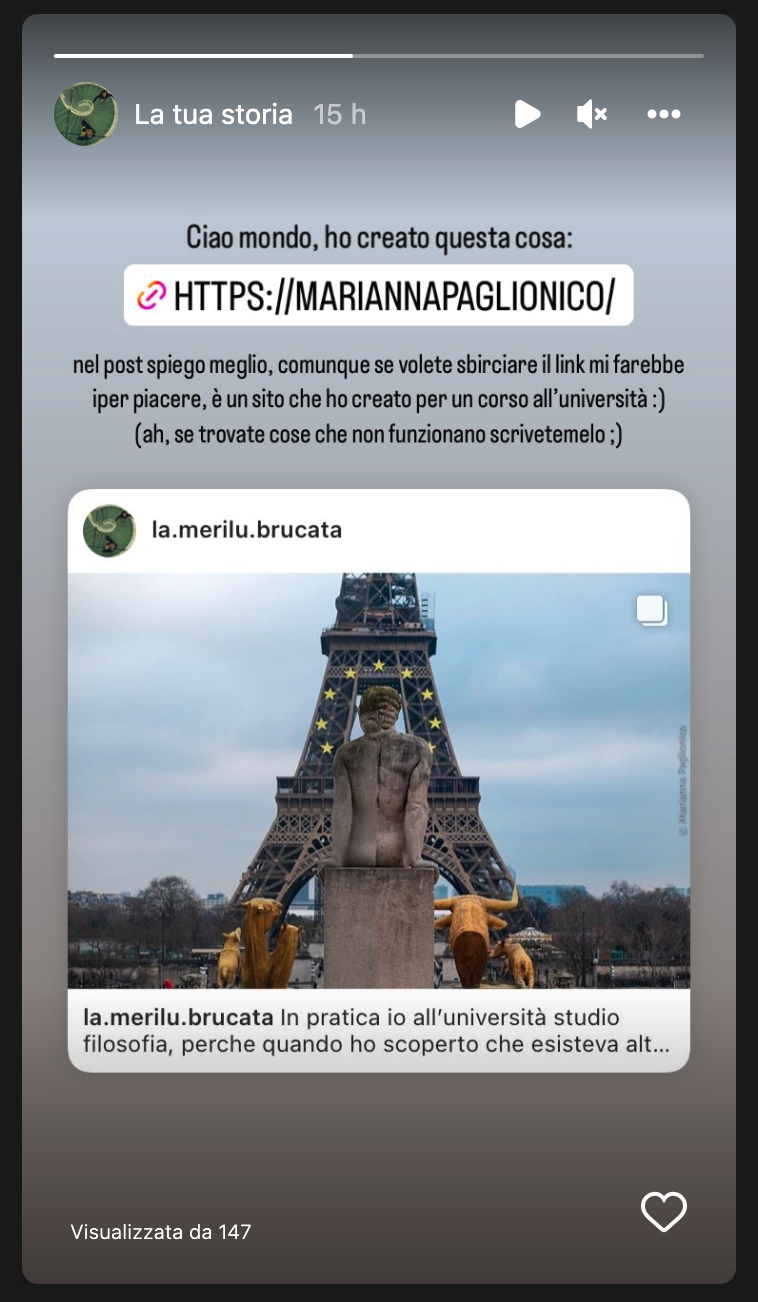 La tua storia 15 h
Ciao mondo, ho creato questa cosa:
HTTPS://MARIANNAPAGLIONICO/
nel post spiego meglio, comunque se volete sbirciare il link mi farebbe
iper piacere, è un sito che ho creato per un corso all'università :)
(ah, se trovate cose che non funzionano scrivetemelo ;)
la.merilu.brucata
© Marianna Paglionico
la.merilu.brucata In pratica io all'università studio
filosofia, perche quando ho scoperto che esisteva alt...
Visualizzata da 147